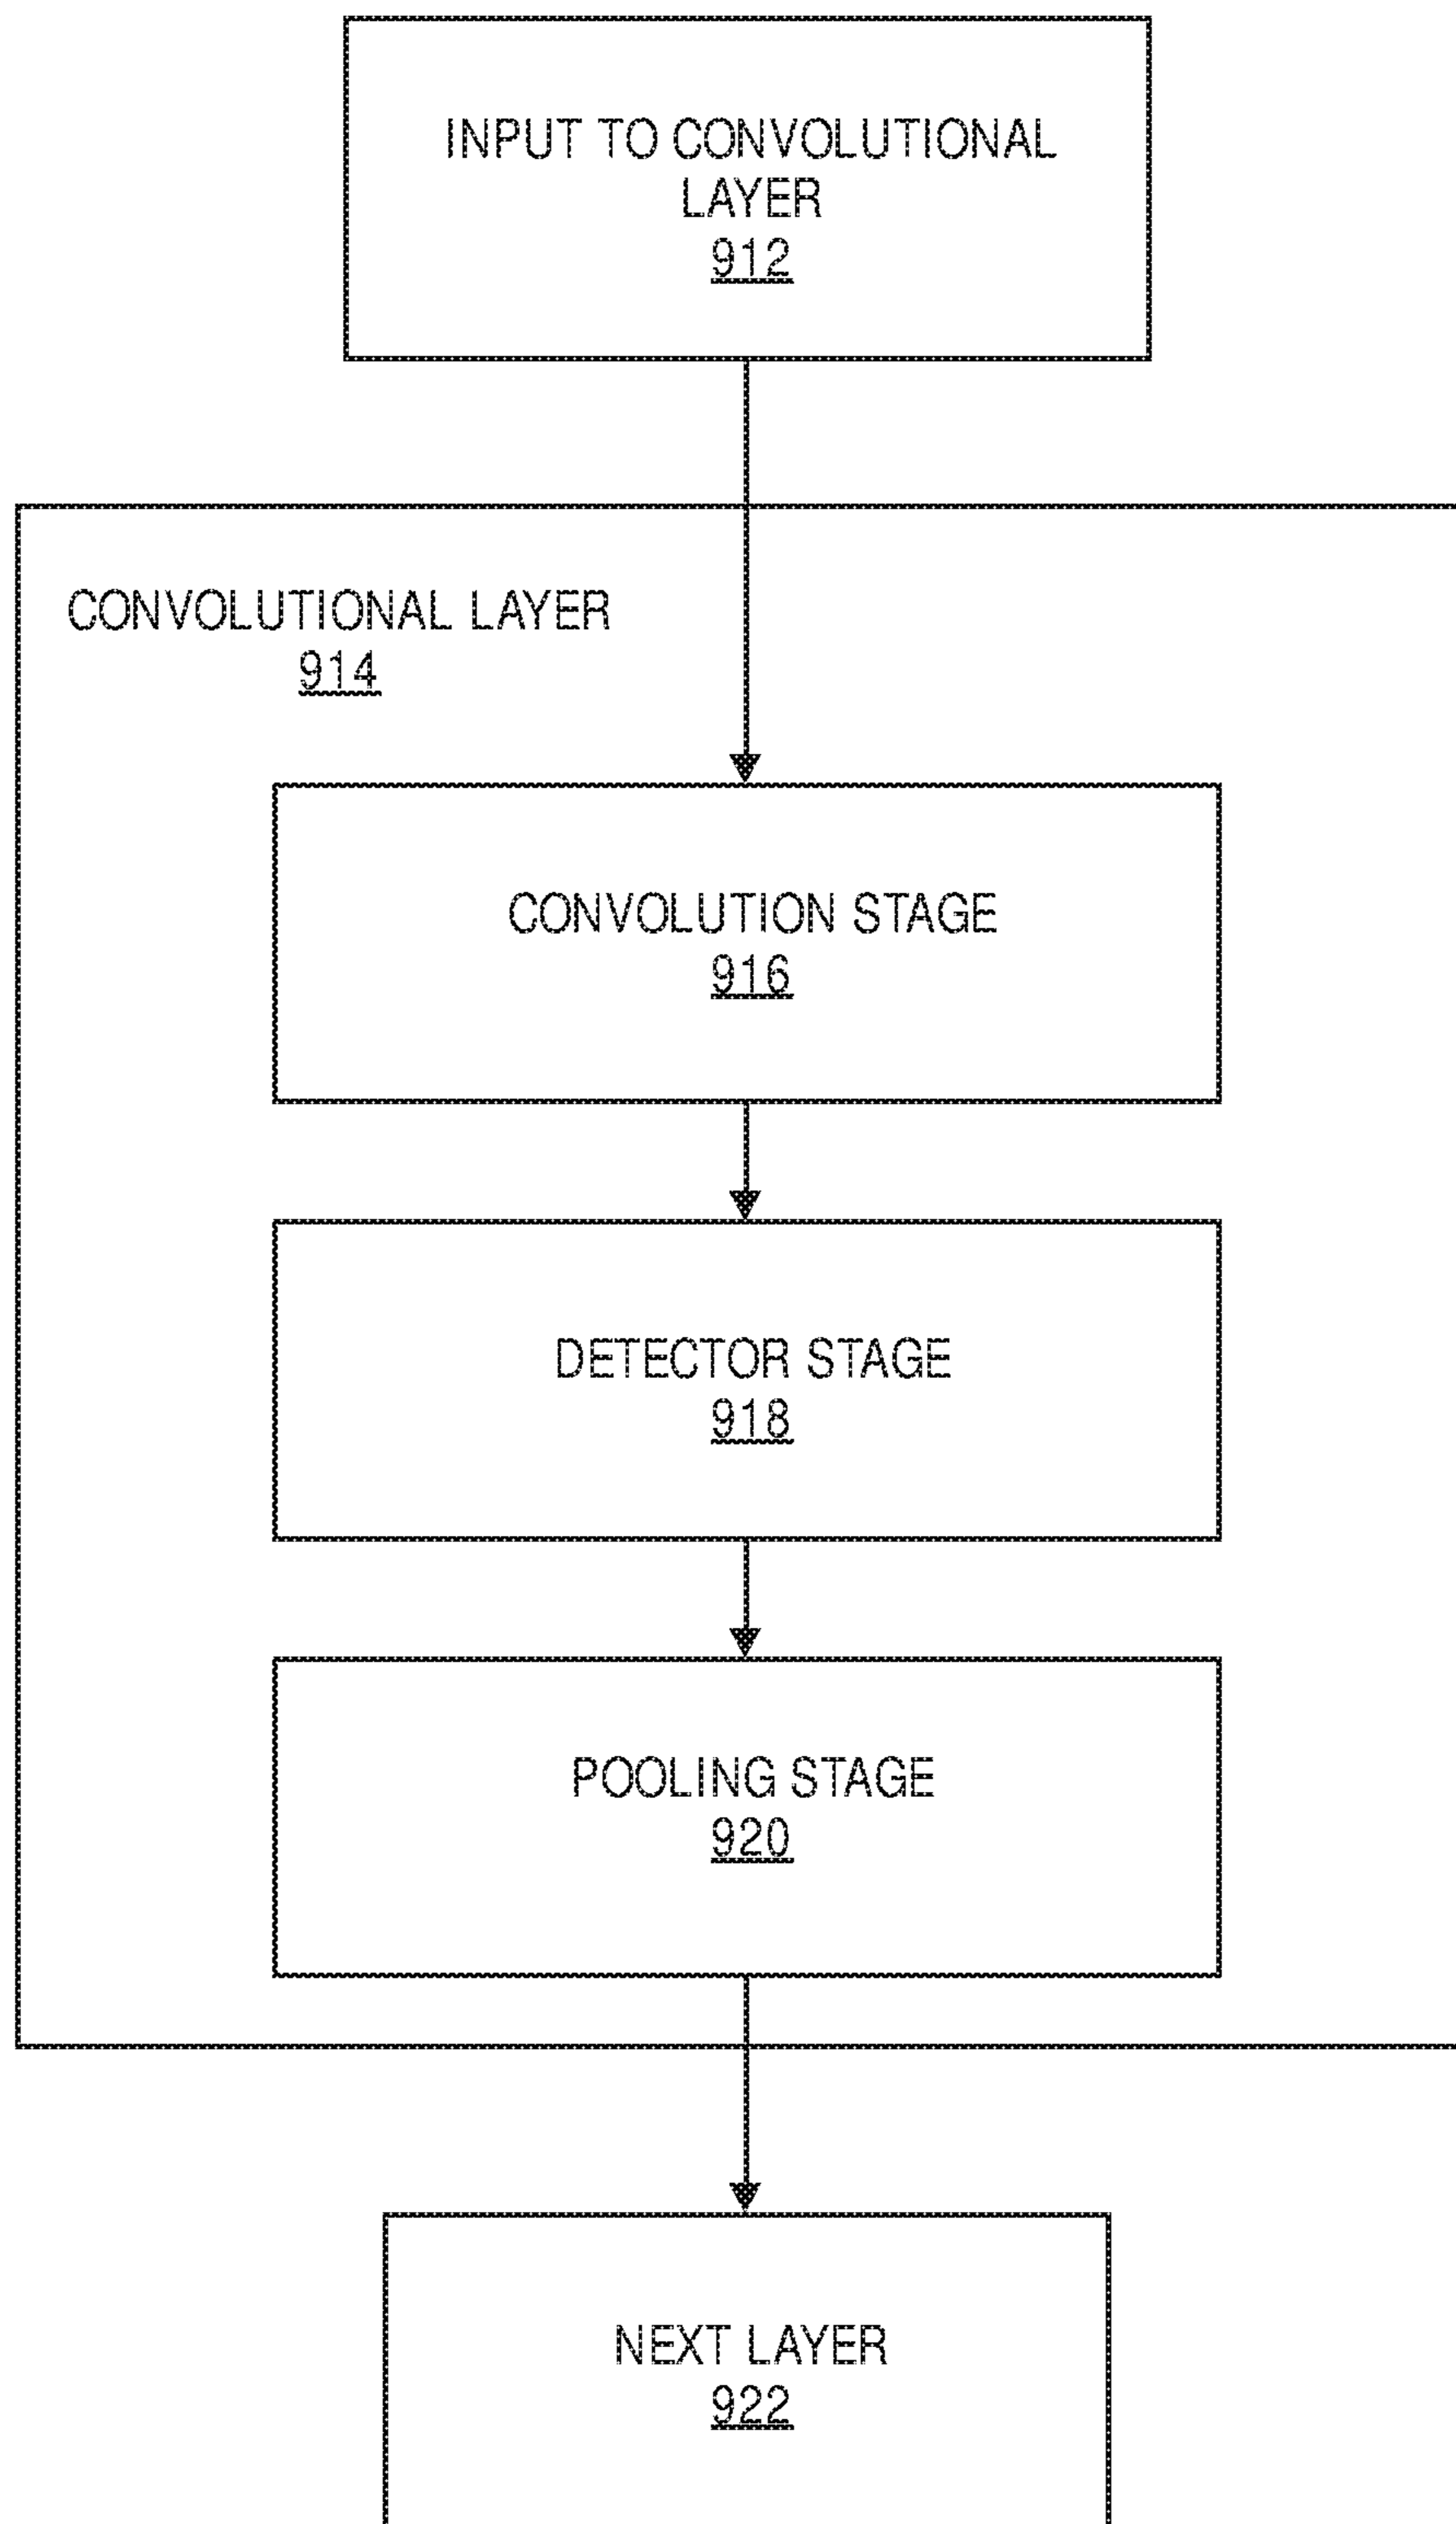 INPUT TO CONVOLUTIONAL
LAYER
912
CONVOLUTIONAL LAYER
914
CONVOLUTION STAGE
916
DETECTOR STAGE
918
POOLING STAGE
920
NEXT LAYER
922